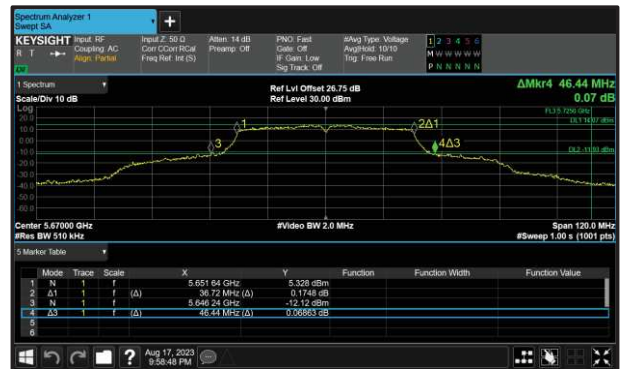 Spectrum Analyzer 1
Swept SA
+
KEYSIGHT Input: RF Input Z: 50 Ω Atten: 14 dB PNO: Fast #Avg Type: Voltage 1 2 3 4 5 6
R T Coupling: AC Corr CCorr RCal Preamp: Off Gate: Off Avg|Hold: 10/10 M W W W W W
Align: Partial Freq Ref: Int (S) IF Gain: Low Trig: Free Run
Sig Track: Off P N N N N N
1 Spectrum Ref Lvl Offset 26.75 dB ΔMkr4 46.44 MHz
Scale/Div 10 dB Ref Level 30.00 dBm 0.07 dB
Log
20.0
10.0
0.00
-10.0
-20.0
-30.0
-40.0
-50.0
-60.0
1
2Δ1
3
4Δ3
Center 5.67000 GHz #Video BW 2.0 MHz Span 120.0 MHz
#Res BW 510 kHz #Sweep 1.00 s (1001 pts)
5 Marker Table
Mode Trace Scale X Y Function Function Width Function Value
1 N 1 f 5.651 64 GHz 5.328 dBm
2 Δ1 1 f (Δ) 36.72 MHz (Δ) 0.1748 dB
3 N 1 f 5.646 24 GHz -12.12 dBm
4 Δ3 1 f (Δ) 46.44 MHz (Δ) 0.06863 dB
5
6
? Aug 17, 2023
9:58:48 PM